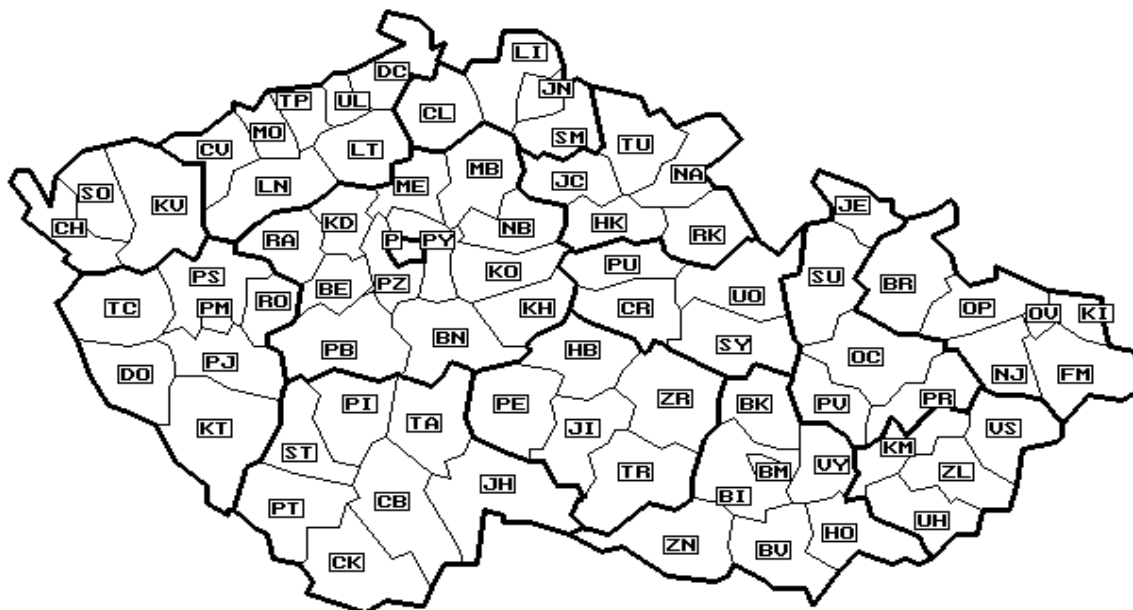 LI
DC
JN
TP
UL
CL
MO
SM
CV
LT
TU
MB
NA
SO
LN
ME
JC
KV
JE
CH
KD
NB
HK
RA
P
PY
RK
PS
KO
PU
SU
BR
BE
PZ
RO
UO
TC
PM
KH
CR
OP
OV
KI
BN
SY
PB
HB
OC
PJ
DO
NJ
FM
PI
PE
ZR
BK
PV
PR
KT
TA
JI
VS
ST
KM
TR
BM
VY
ZL
JH
BI
CB
PT
UH
HO
ZN
BV
CK